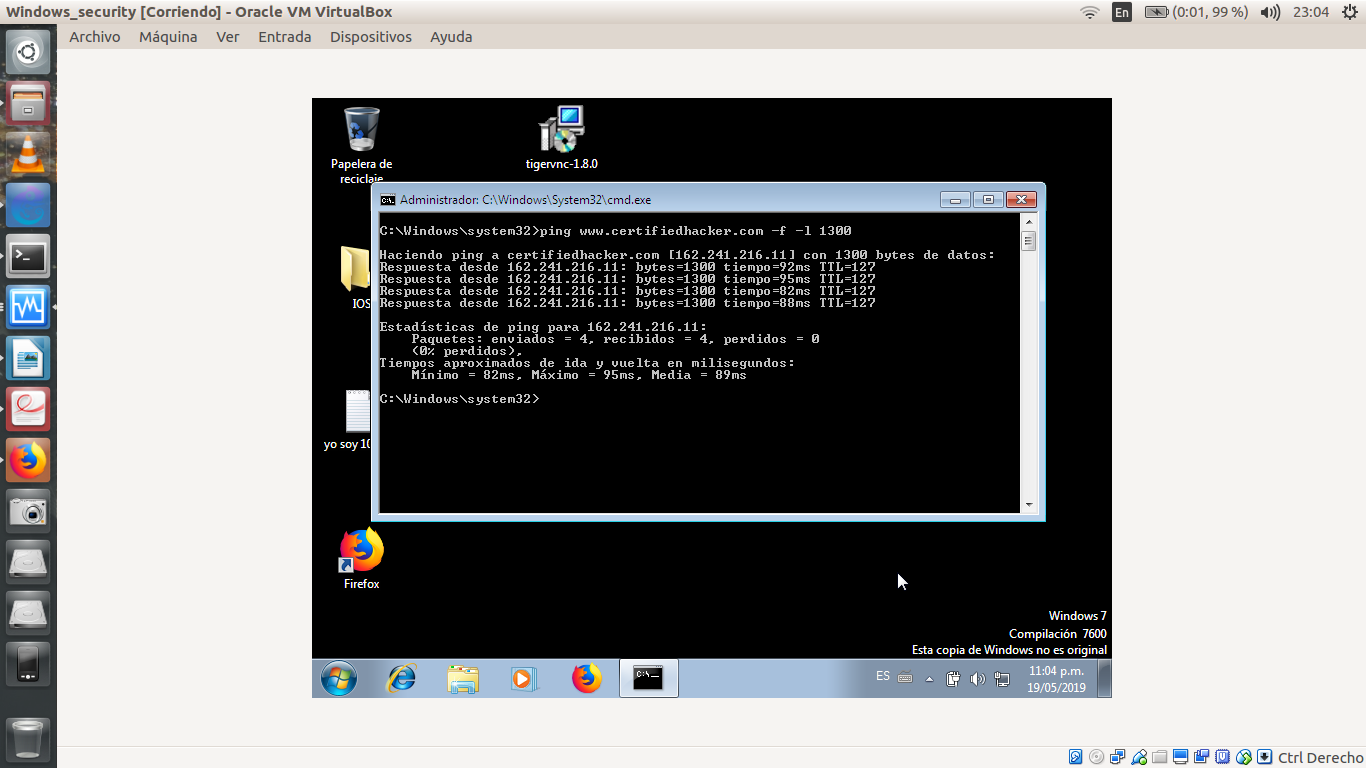 Windows_security [Corriendo] - Oracle VM VirtualBox
En
(0:01, 99 %)
23:04
Archivo Máquina Ver Entrada Dispositivos Ayuda
Papelera de
reciclaje
tigervnc-1.8.0
Administrador: C:\Windows\System32\cmd.exe
C:\Windows\system32>ping www.certifiedhacker.com -f -l 1300
Haciendo ping a certifiedhacker.com [162.241.216.11] con 1300 bytes de datos:
Respuesta desde 162.241.216.11: bytes=1300 tiempo=92ms TTL=127
Respuesta desde 162.241.216.11: bytes=1300 tiempo=95ms TTL=127
Respuesta desde 162.241.216.11: bytes=1300 tiempo=82ms TTL=127
Respuesta desde 162.241.216.11: bytes=1300 tiempo=88ms TTL=127
Estadísticas de ping para 162.241.216.11:
Paquetes: enviados = 4, recibidos = 4, perdidos = 0
(0% perdidos),
Tiempos aproximados de ida y vuelta en milisegundos:
Mínimo = 82ms, Máximo = 95ms, Media = 89ms
C:\Windows\system32>
IOS
yo soy 10
Firefox
Windows 7
Compilación 7600
Esta copia de Windows no es original
C:\
ES
11:04 p.m.
19/05/2019
Ctrl Derecho